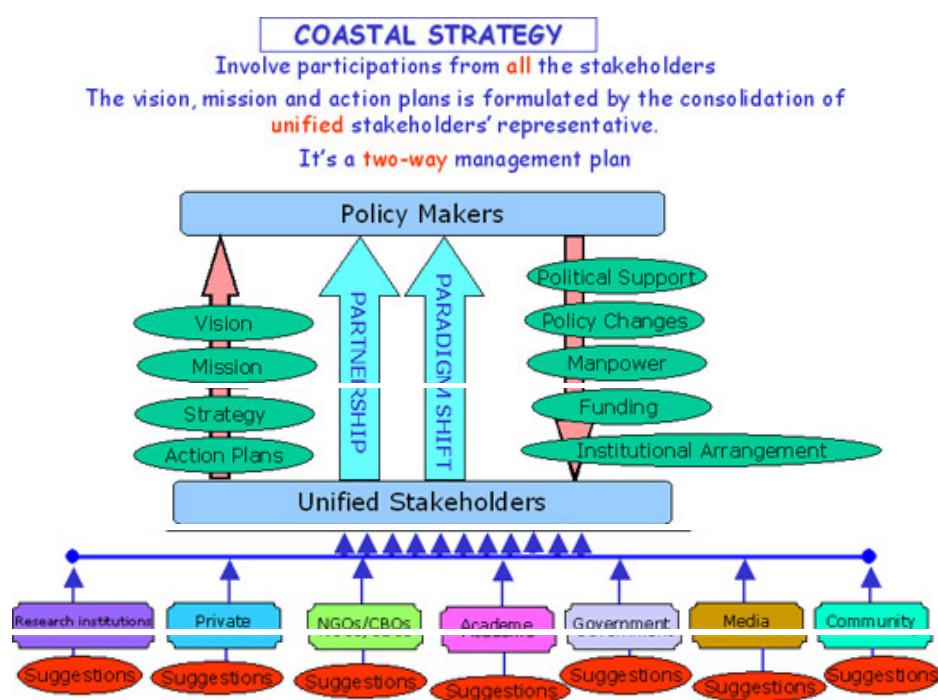 COASTAL STRATEGY
Involve participations from all the stakeholders
The vision, mission and action plans is formulated by the consolidation of
unified stakeholders' representative.
It's a two-way management plan
Policy Makers
Vision
Mission
Strategy
Action Plans
PARTNERSHIP
PARADIGM SHIFT
Political Support
Policy Changes
Manpower
Funding
Institutional Arrangement
Unified Stakeholders
Research institutions
Private
NGOs/CBOs
Academe
Government
Media
Community
Suggestions
Suggestions
Suggestions
Suggestions
Suggestions
Suggestions
Suggestions